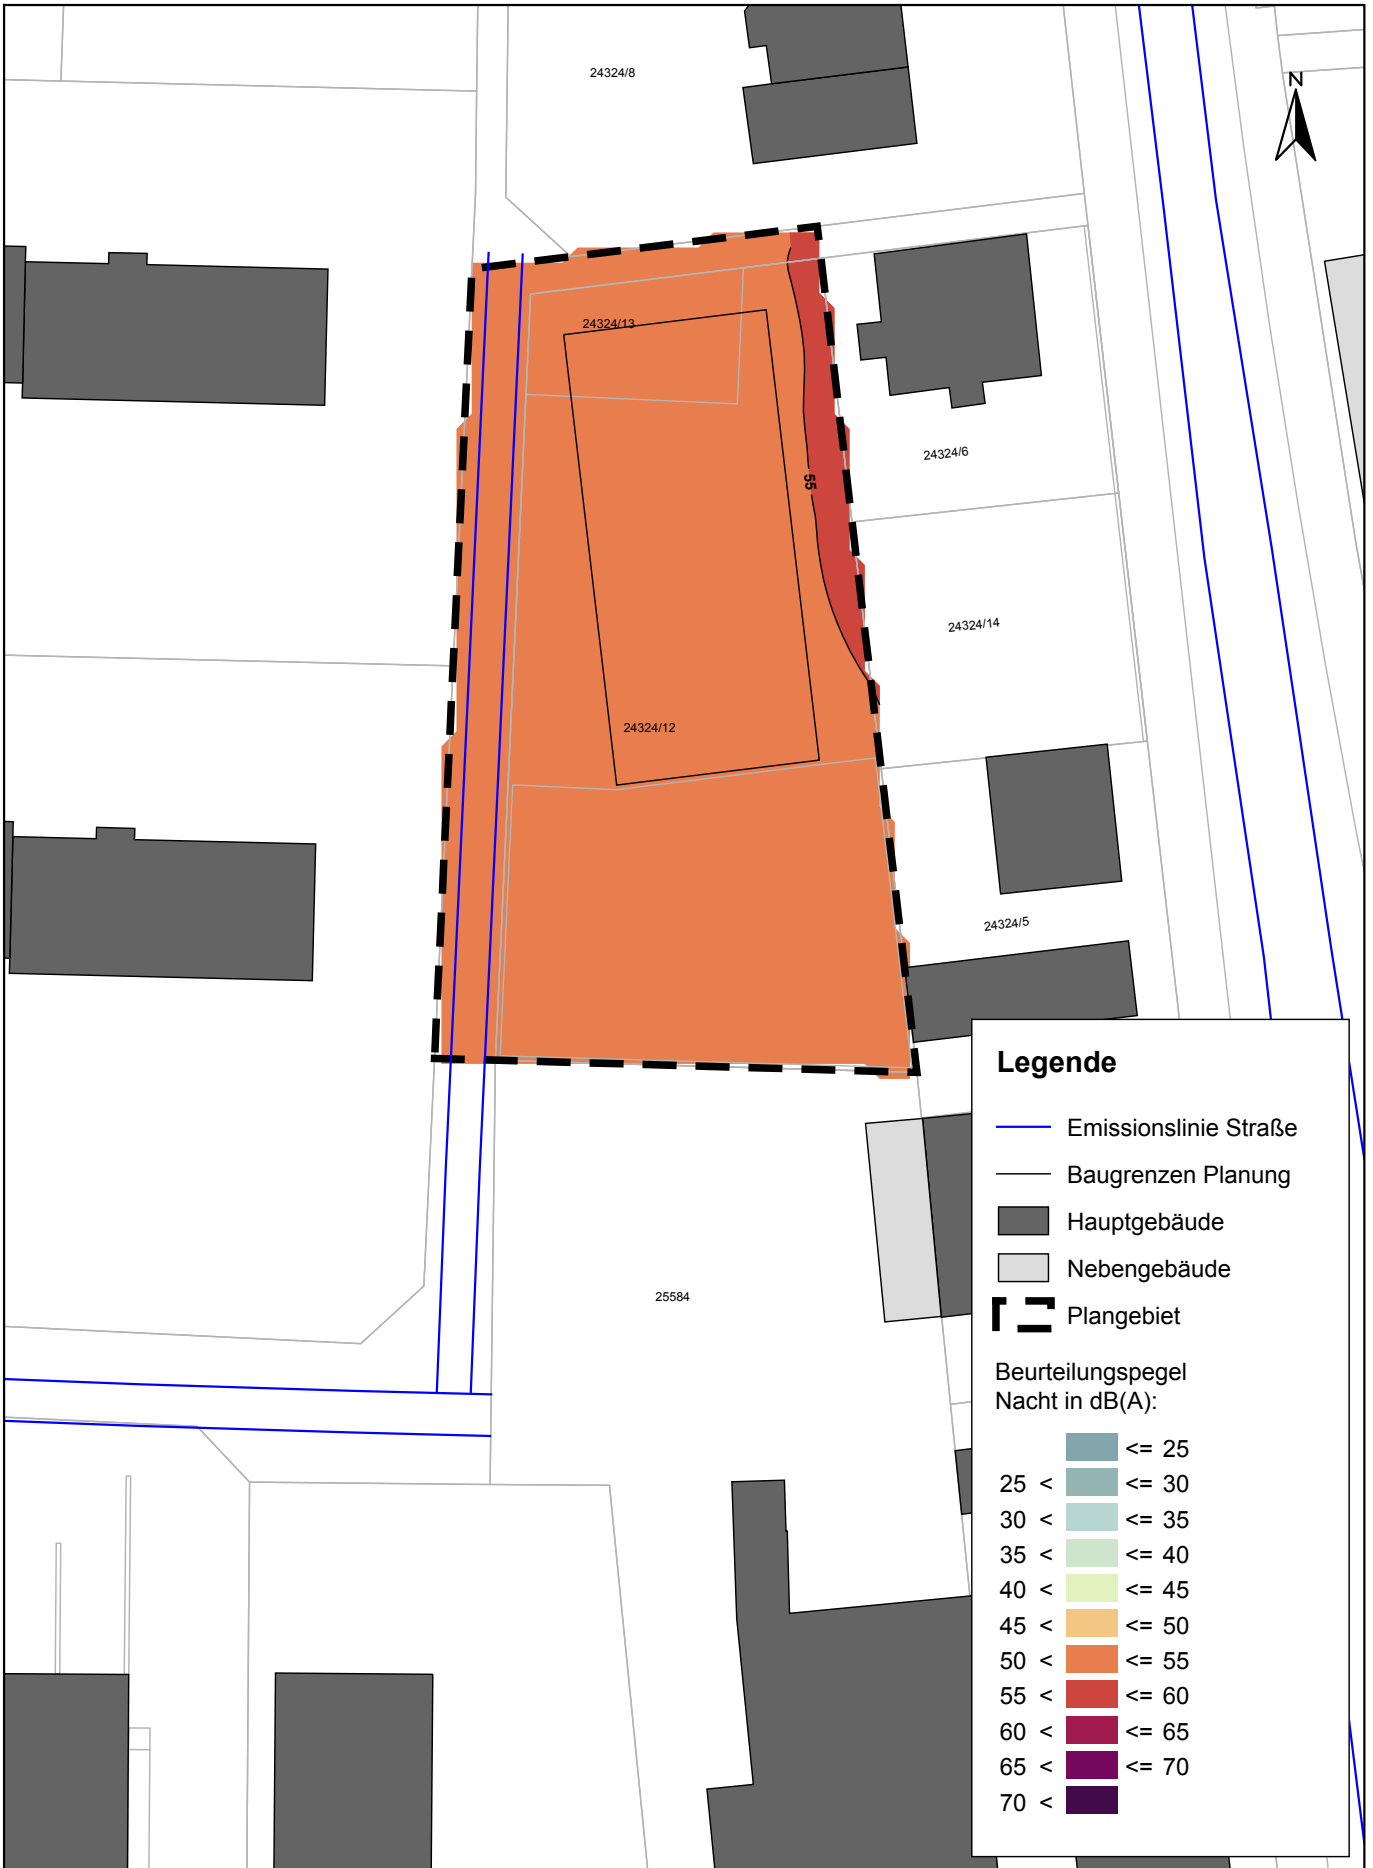 24324/8
N
24324/13
24324/6
55
24324/14
24324/12
24324/5
Legende
Emissionslinie Straße
Baugrenzen Planung
Hauptgebäude
Nebengebäude
Plangebiet
25584
Beurteilungspegel
Nacht in dB(A):
<= 25
25 < <= 30
30 < <= 35
35 < <= 40
40 < <= 45
45 < <= 50
50 < <= 55
55 < <= 60
60 < <= 65
65 < <= 70
70 <